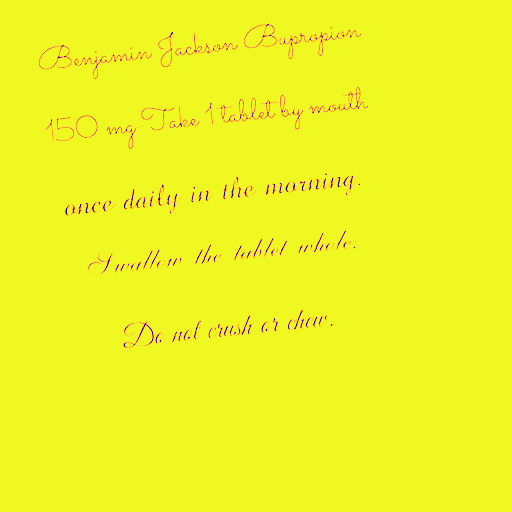 Benjamin Jackson Bupropion
150 mg Take 1 tablet by mouth
once daily in the morning.
Swallow the tablet whole.
Do not crush or chew.